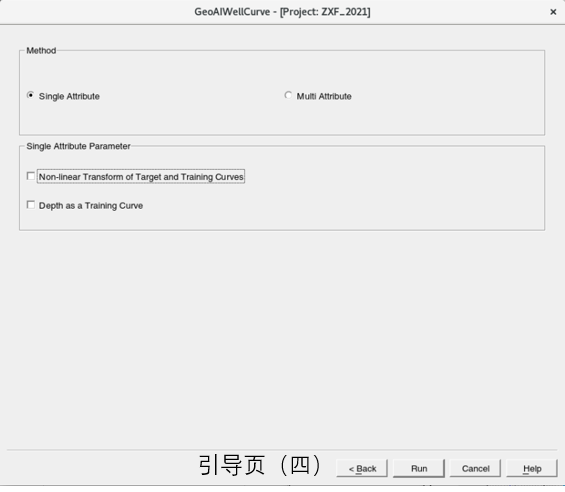 GeoAIWellCurve - [Project: ZXF_2021]
×
Method
Single Attribute
Multi Attribute
Single Attribute Parameter
Non-linear Transform of Target and Training Curves
Depth as a Training Curve
引导页（四）
< Back
Run
Cancel
Help